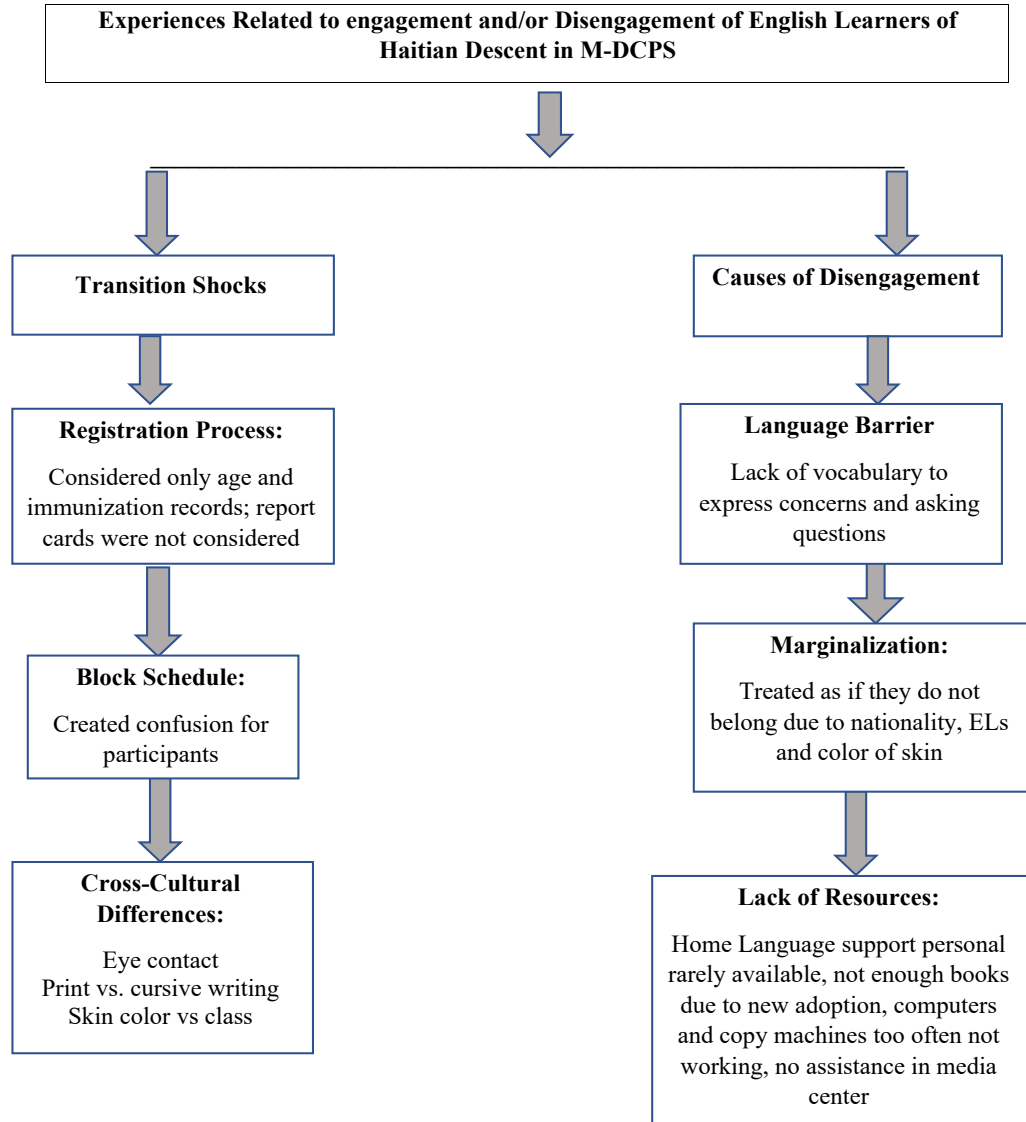 Experiences Related to engagement and/or Disengagement of English Learners of
Haitian Descent in M-DCPS
Transition Shocks
Registration Process:
Considered only age and
immunization records; report
cards were not considered
Block Schedule:
Created confusion for
participants
Cross-Cultural
Differences:
Eye contact
Print vs. cursive writing
Skin color vs class
Causes of Disengagement
Language Barrier
Lack of vocabulary to
express concerns and asking
questions
Marginalization:
Treated as if they do not
belong due to nationality, ELs
and color of skin
Lack of Resources:
Home Language support personal
rarely available, not enough books
due to new adoption, computers
and copy machines too often not
working, no assistance in media
center